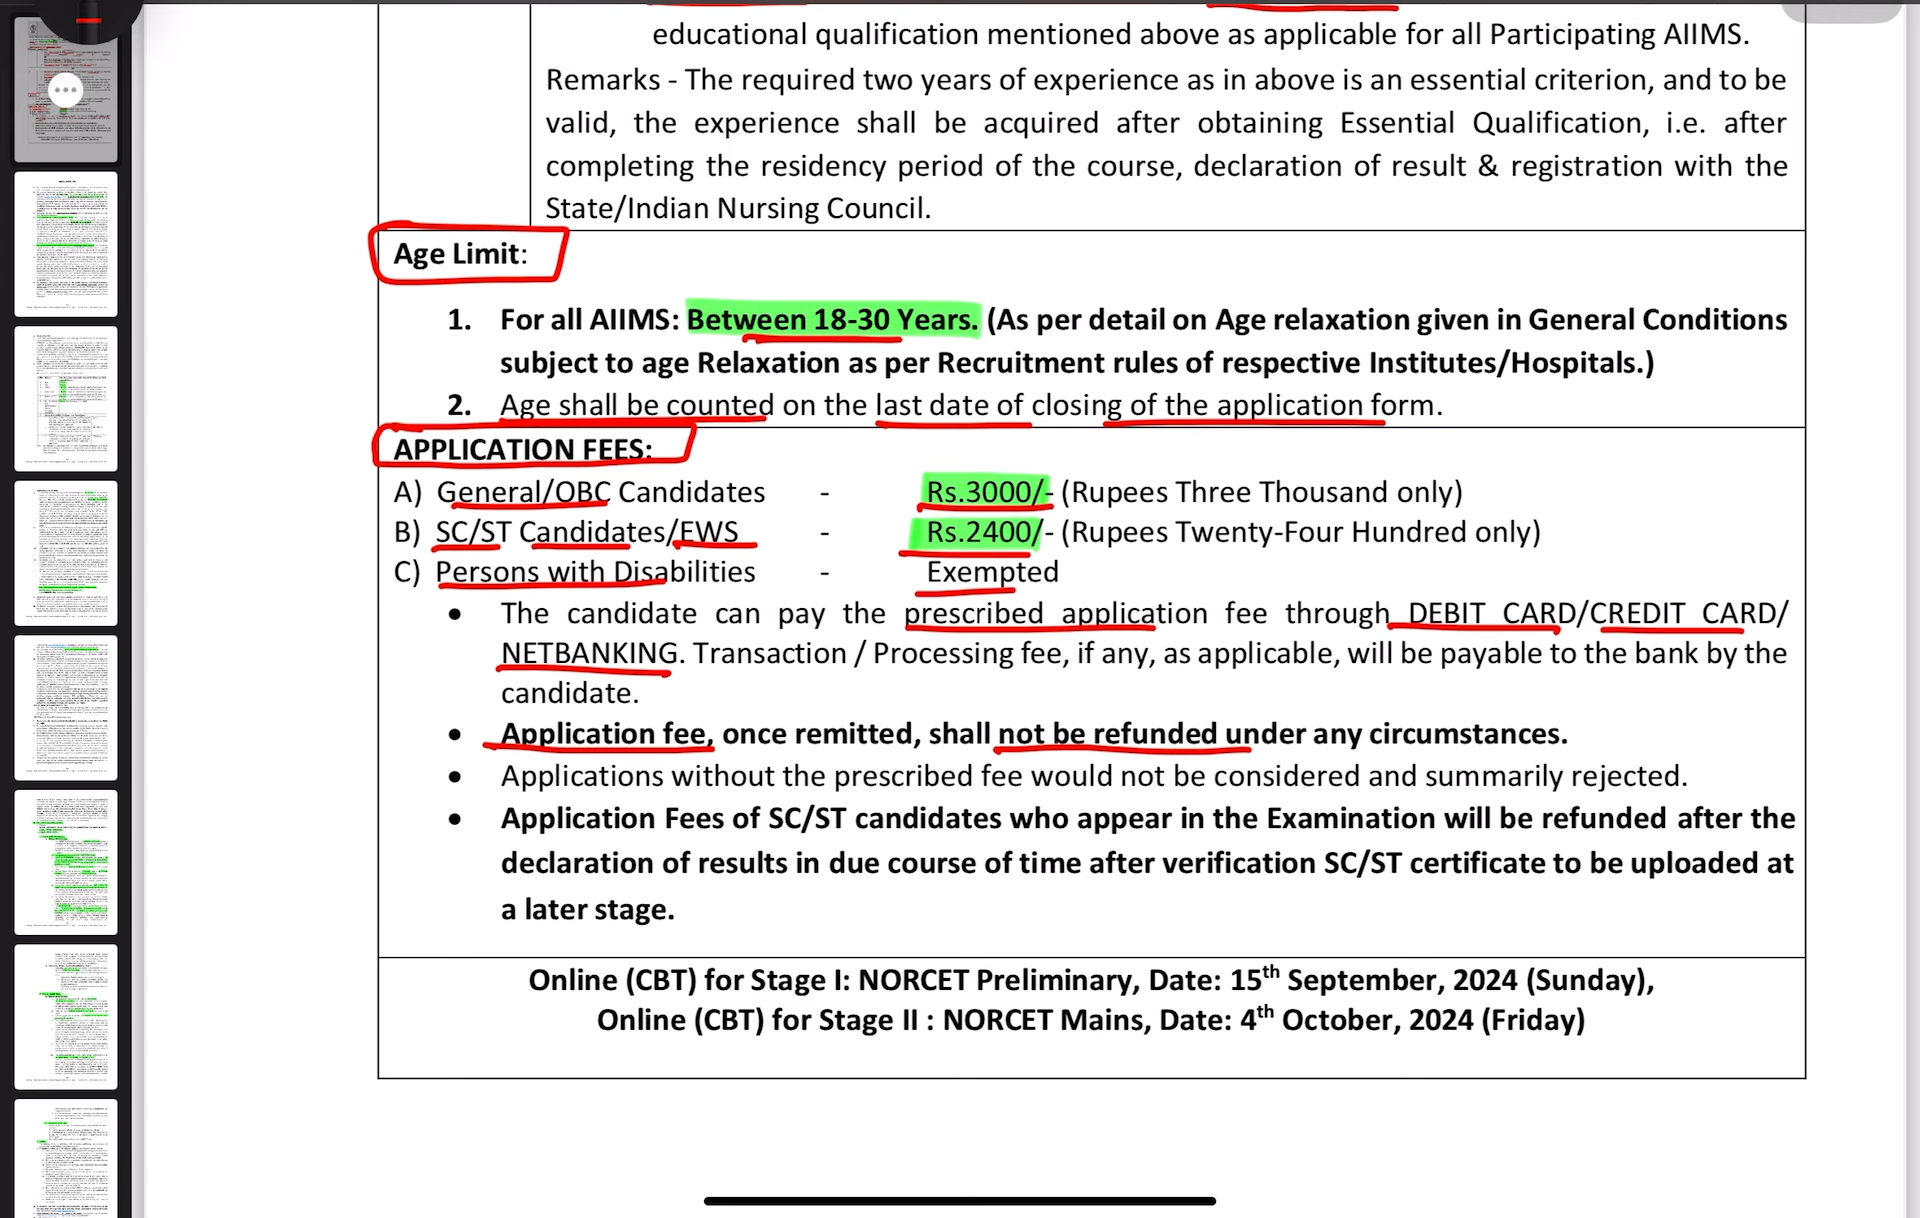 educational qualification mentioned above as applicable for all Participating AIIMS.
Remarks - The required two years of experience as in above is an essential criterion, and to be
valid, the experience shall be acquired after obtaining Essential Qualification, i.e. after
completing the residency period of the course, declaration of result & registration with the
State/Indian Nursing Council.
Age Limit:
1. For all AIIMS: Between 18-30 Years. (As per detail on Age relaxation given in General Conditions
subject to age Relaxation as per Recruitment rules of respective Institutes/Hospitals.)
2. Age shall be counted on the last date of closing of the application form.
APPLICATION FEES:
A) General/OBC Candidates - Rs.3000/- (Rupees Three Thousand only)
B) SC/ST Candidates/EWS - Rs.2400/- (Rupees Twenty-Four Hundred only)
C) Persons with Disabilities - Exempted
• The candidate can pay the prescribed application fee through DEBIT CARD/CREDIT CARD/
NETBANKING. Transaction / Processing fee, if any, as applicable, will be payable to the bank by the
candidate.
• Application fee, once remitted, shall not be refunded under any circumstances.
• Applications without the prescribed fee would not be considered and summarily rejected.
• Application Fees of SC/ST candidates who appear in the Examination will be refunded after the
declaration of results in due course of time after verification SC/ST certificate to be uploaded at
a later stage.
Online (CBT) for Stage I: NORCET Preliminary, Date: 15th September, 2024 (Sunday),
Online (CBT) for Stage II : NORCET Mains, Date: 4th October, 2024 (Friday)